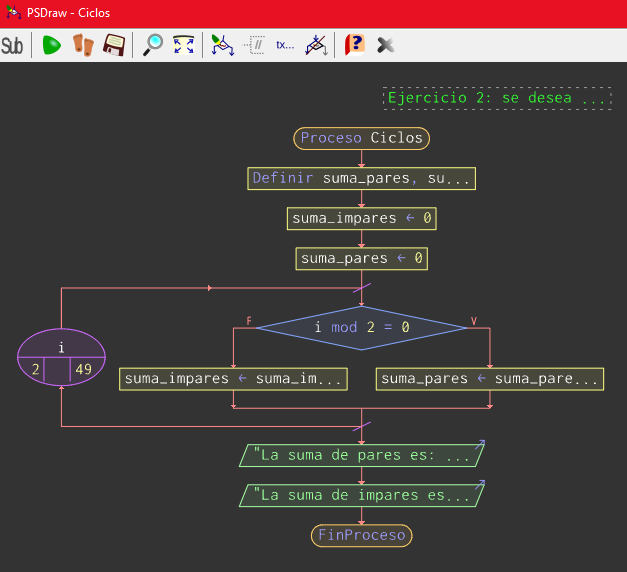 PSDraw - Ciclos
Sub
tx...
Ejercicio 2: se desea ...
Proceso Ciclos
Definir suma_pares, su...
suma_impares ← 0
suma_pares ← 0
F
i mod 2 = 0
V
i
2 49
suma_impares ← suma_im...
suma_pares ← suma_pare...
"La suma de pares es: ...
"La suma de impares es...
FinProceso